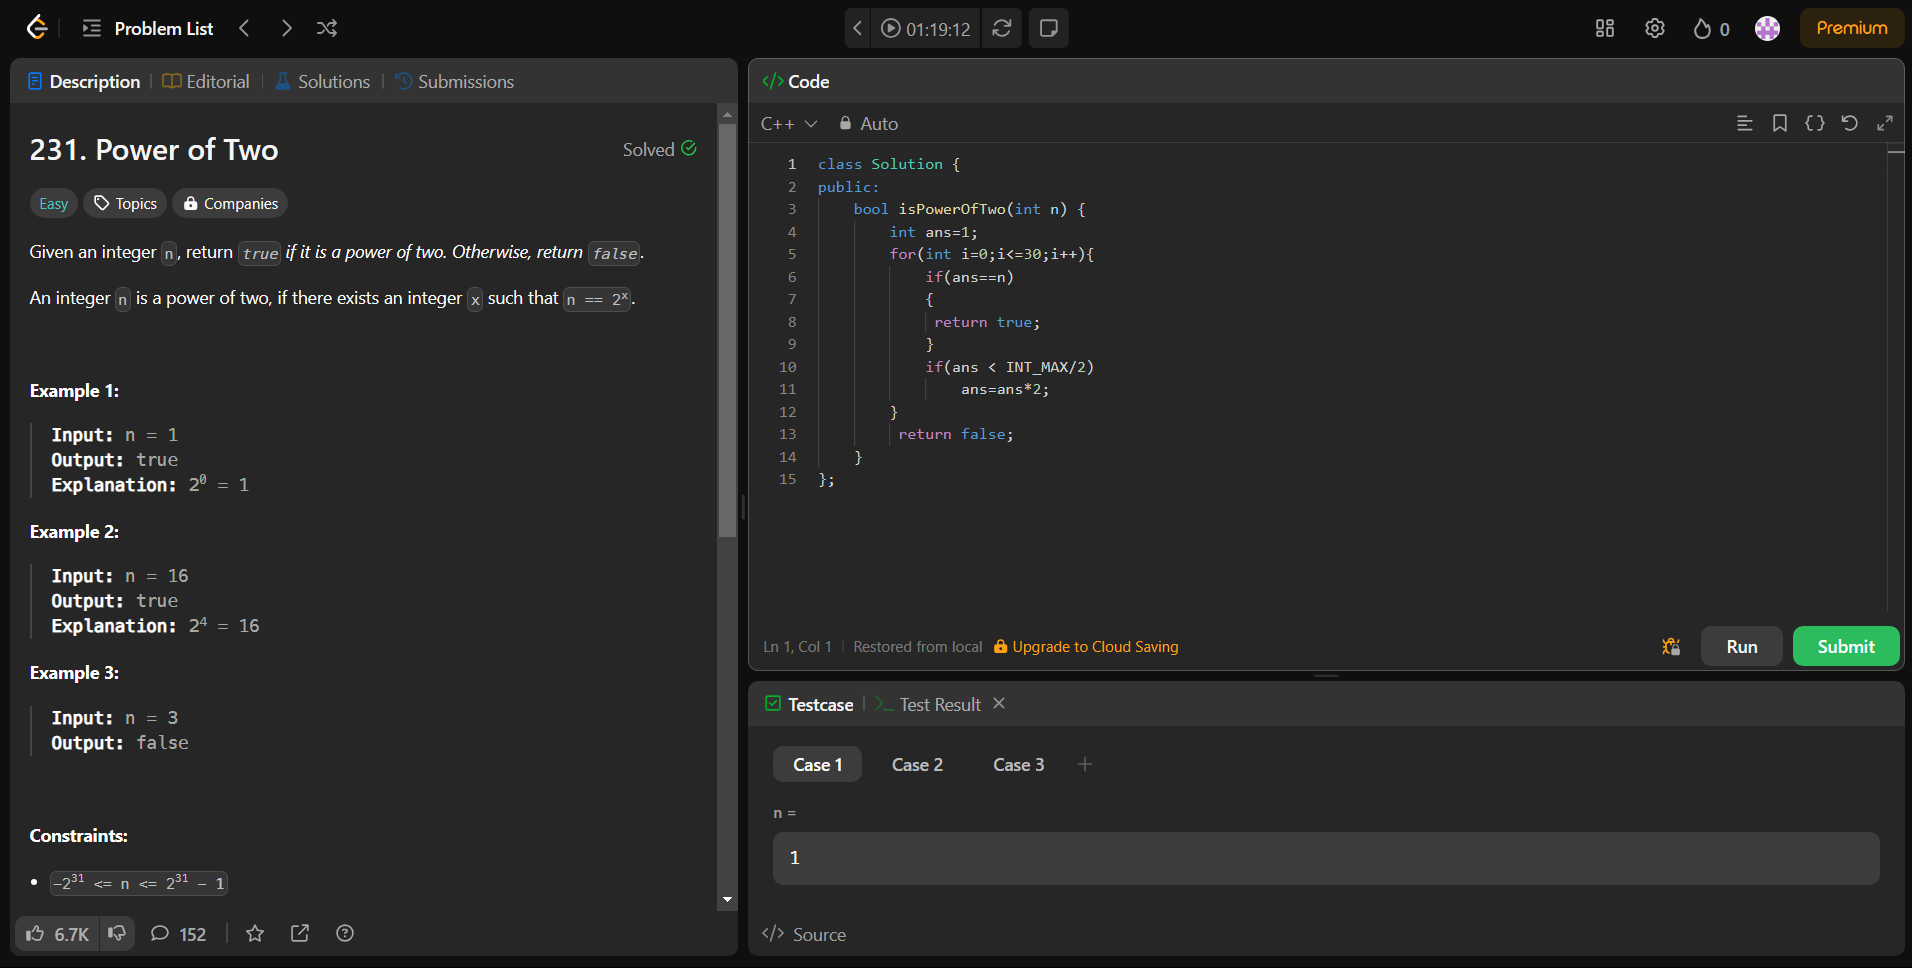 Problem List
01:19:12
0
Premium
Description
Editorial
Solutions
Submissions
231. Power of Two
Solved
Easy
Topics
Companies
Given an integer n, return true if it is a power of two. Otherwise, return false.
An integer n is a power of two, if there exists an integer x such that n == 2^x.
Example 1:
Input: n = 1
Output: true
Explanation: 2^0 = 1
Example 2:
Input: n = 16
Output: true
Explanation: 2^4 = 16
Example 3:
Input: n = 3
Output: false
Constraints:
• -2^31 <= n <= 2^31 - 1
6.7K
152
</> Code
C++
Auto
1 class Solution {
2 public:
3     bool isPowerOfTwo(int n) {
4         int ans=1;
5         for(int i=0;i<=30;i++){
6             if(ans==n)
7             {
8              return true;
9             }
10             if(ans < INT_MAX/2)
11                 ans=ans*2;
12         }
13          return false;
14     }
15 };
Ln 1, Col 1
Restored from local
Upgrade to Cloud Saving
Run
Submit
Testcase
>_ Test Result
Case 1
Case 2
Case 3
+
n =
1
</> Source